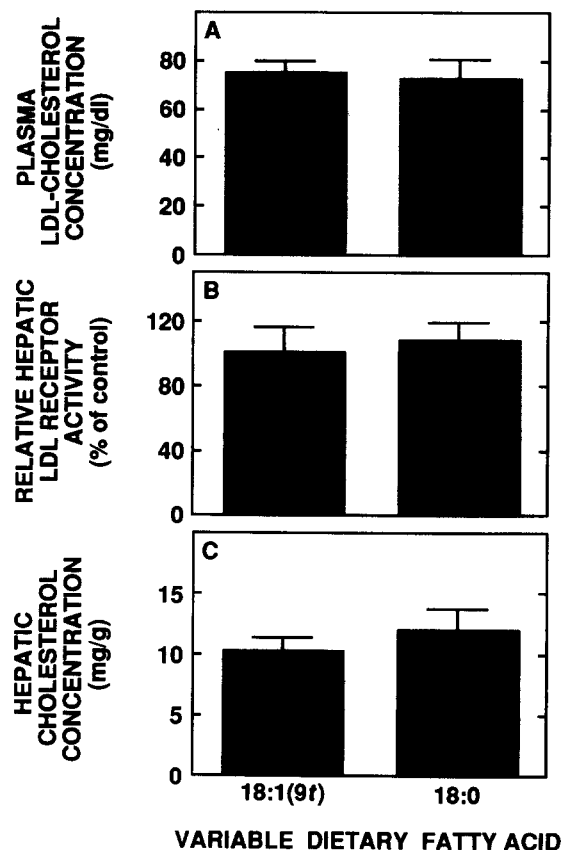 A
PLASMA
LDL-CHOLESTEROL
CONCENTRATION
(mg/dl)
80
60
40
20
0
B
RELATIVE HEPATIC
LDL RECEPTOR
ACTIVITY
(% of control)
120
80
40
0
C
HEPATIC
CHOLESTEROL
CONCENTRATION
(mg/g)
15
10
5
0
18:1(9t)
18:0
VARIABLE DIETARY FATTY ACID